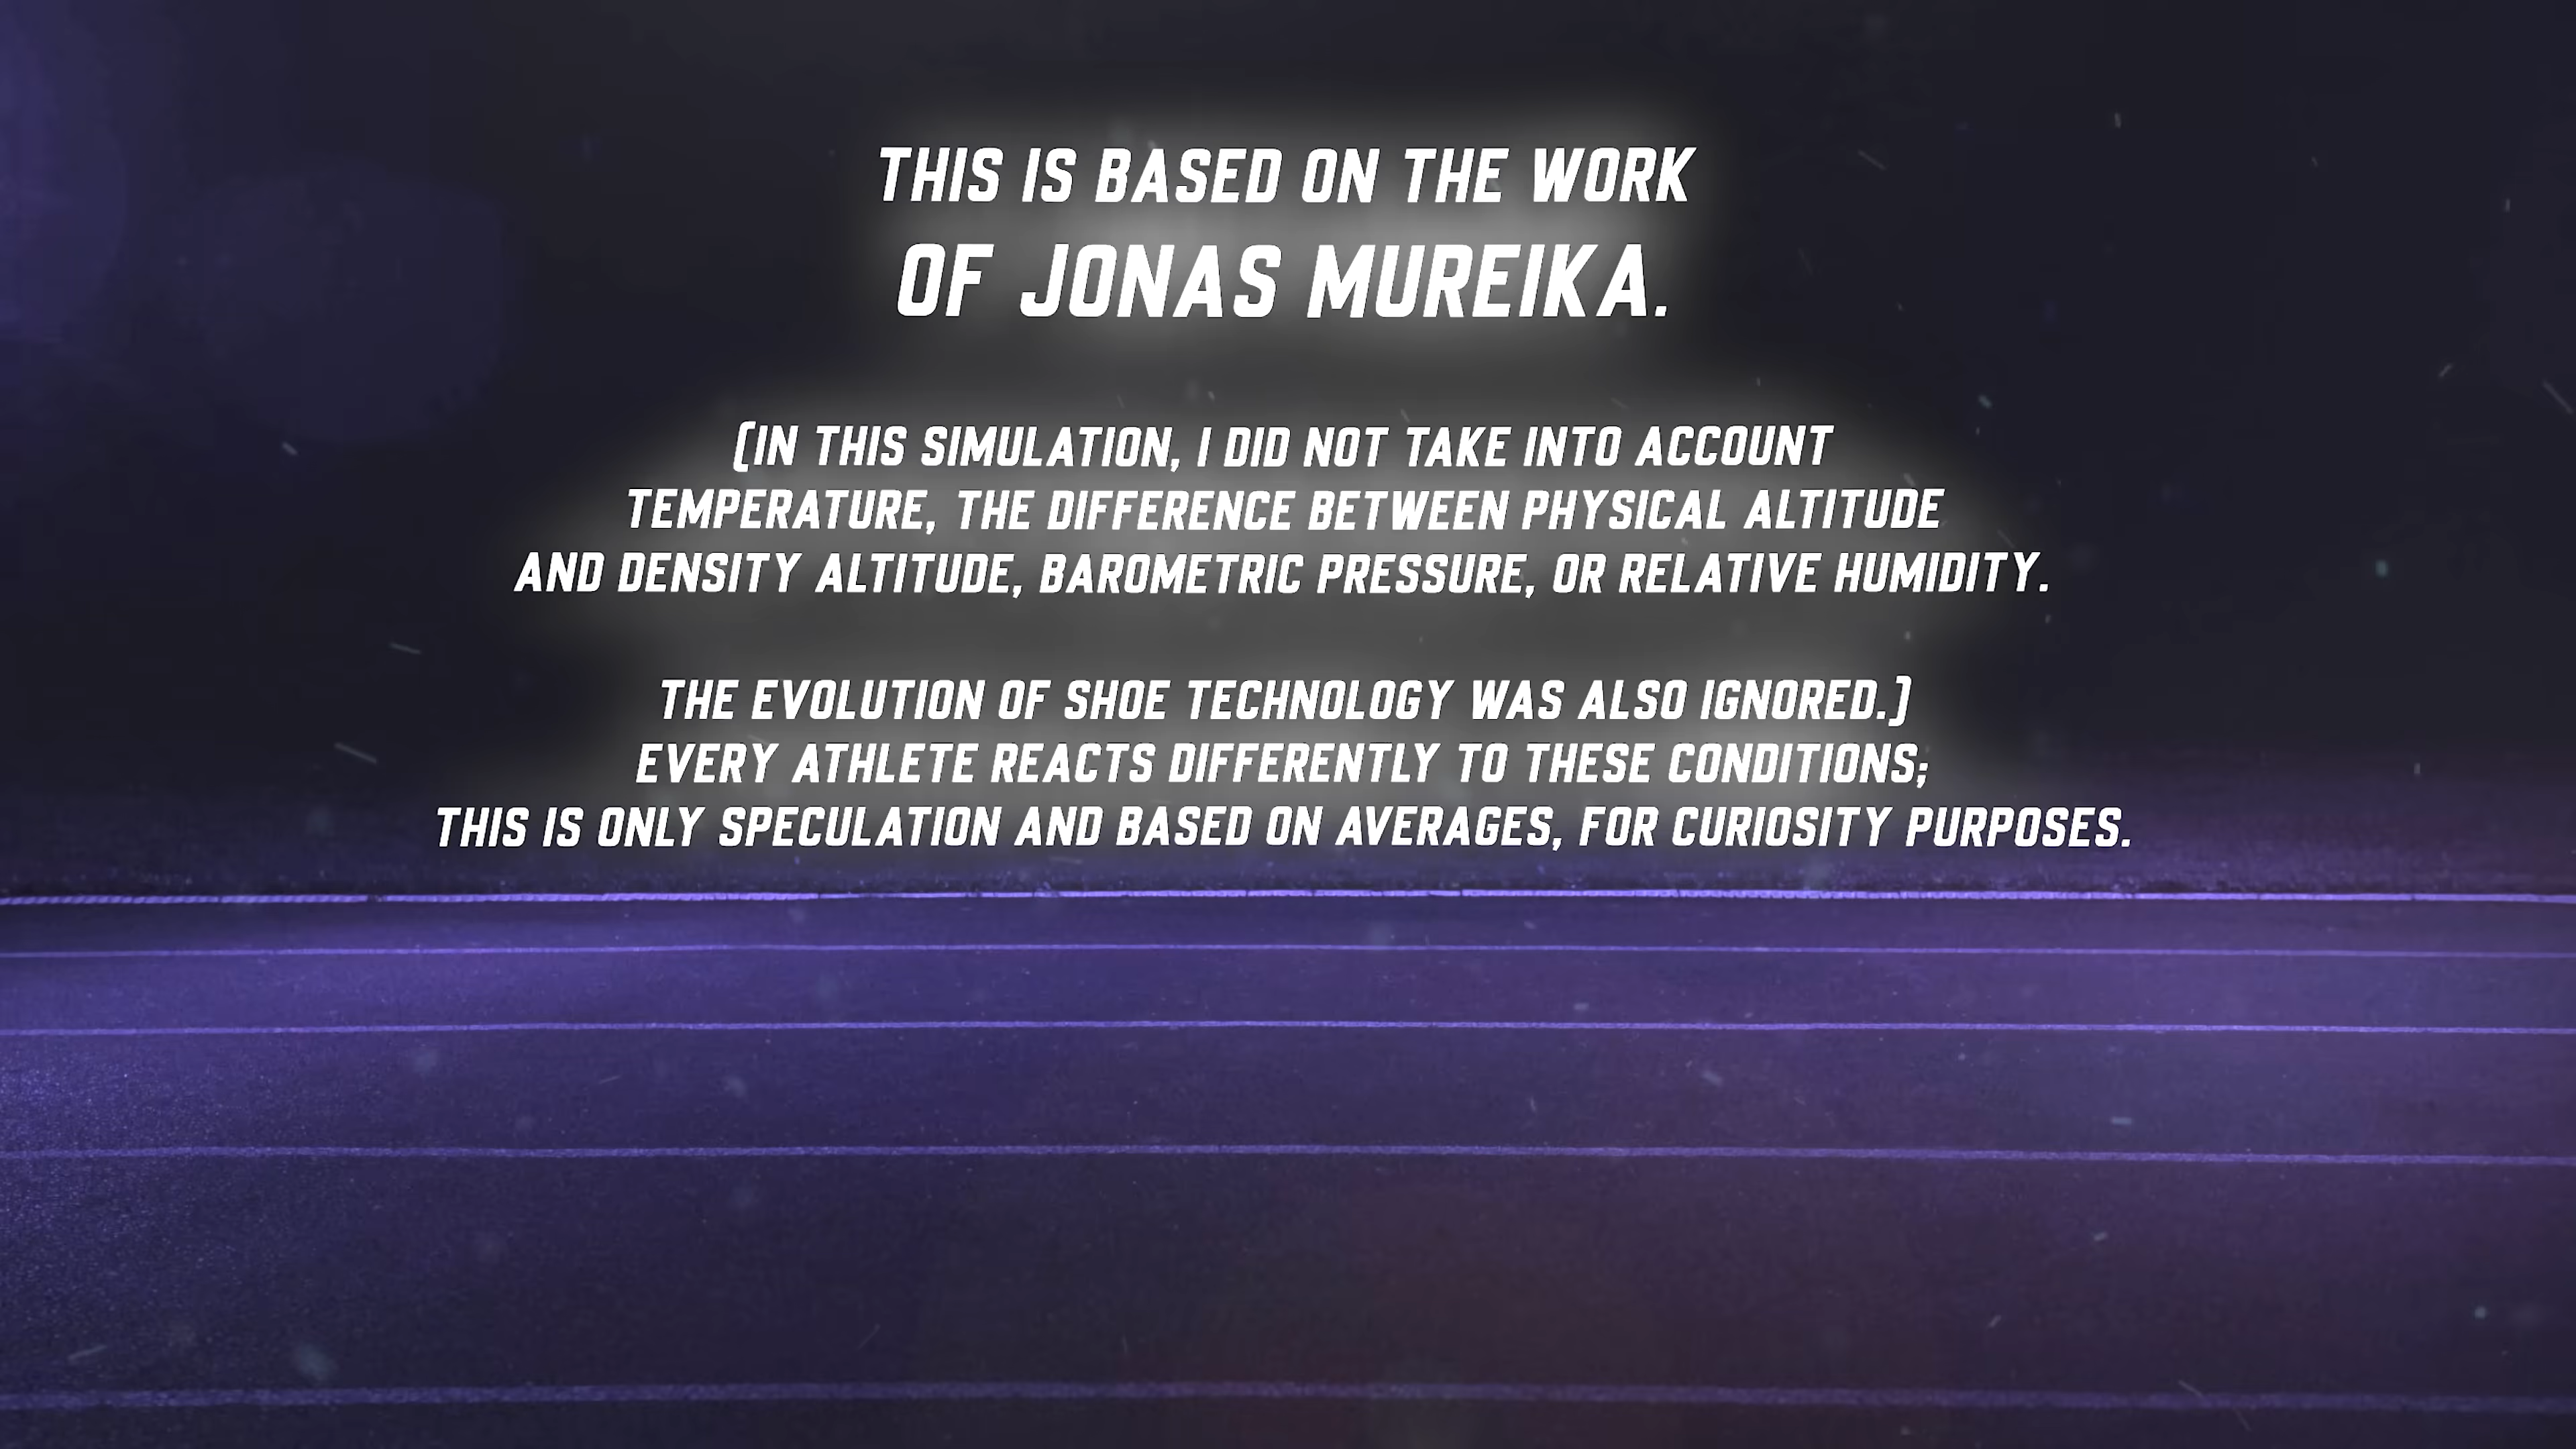 THIS IS BASED ON THE WORK
OF JONAS MUREIKA.
(IN THIS SIMULATION, I DID NOT TAKE INTO ACCOUNT
TEMPERATURE, THE DIFFERENCE BETWEEN PHYSICAL ALTITUDE
AND DENSITY ALTITUDE, BAROMETRIC PRESSURE, OR RELATIVE HUMIDITY.
THE EVOLUTION OF SHOE TECHNOLOGY WAS ALSO IGNORED.)
EVERY ATHLETE REACTS DIFFERENTLY TO THESE CONDITIONS;
THIS IS ONLY SPECULATION AND BASED ON AVERAGES, FOR CURIOSITY PURPOSES.